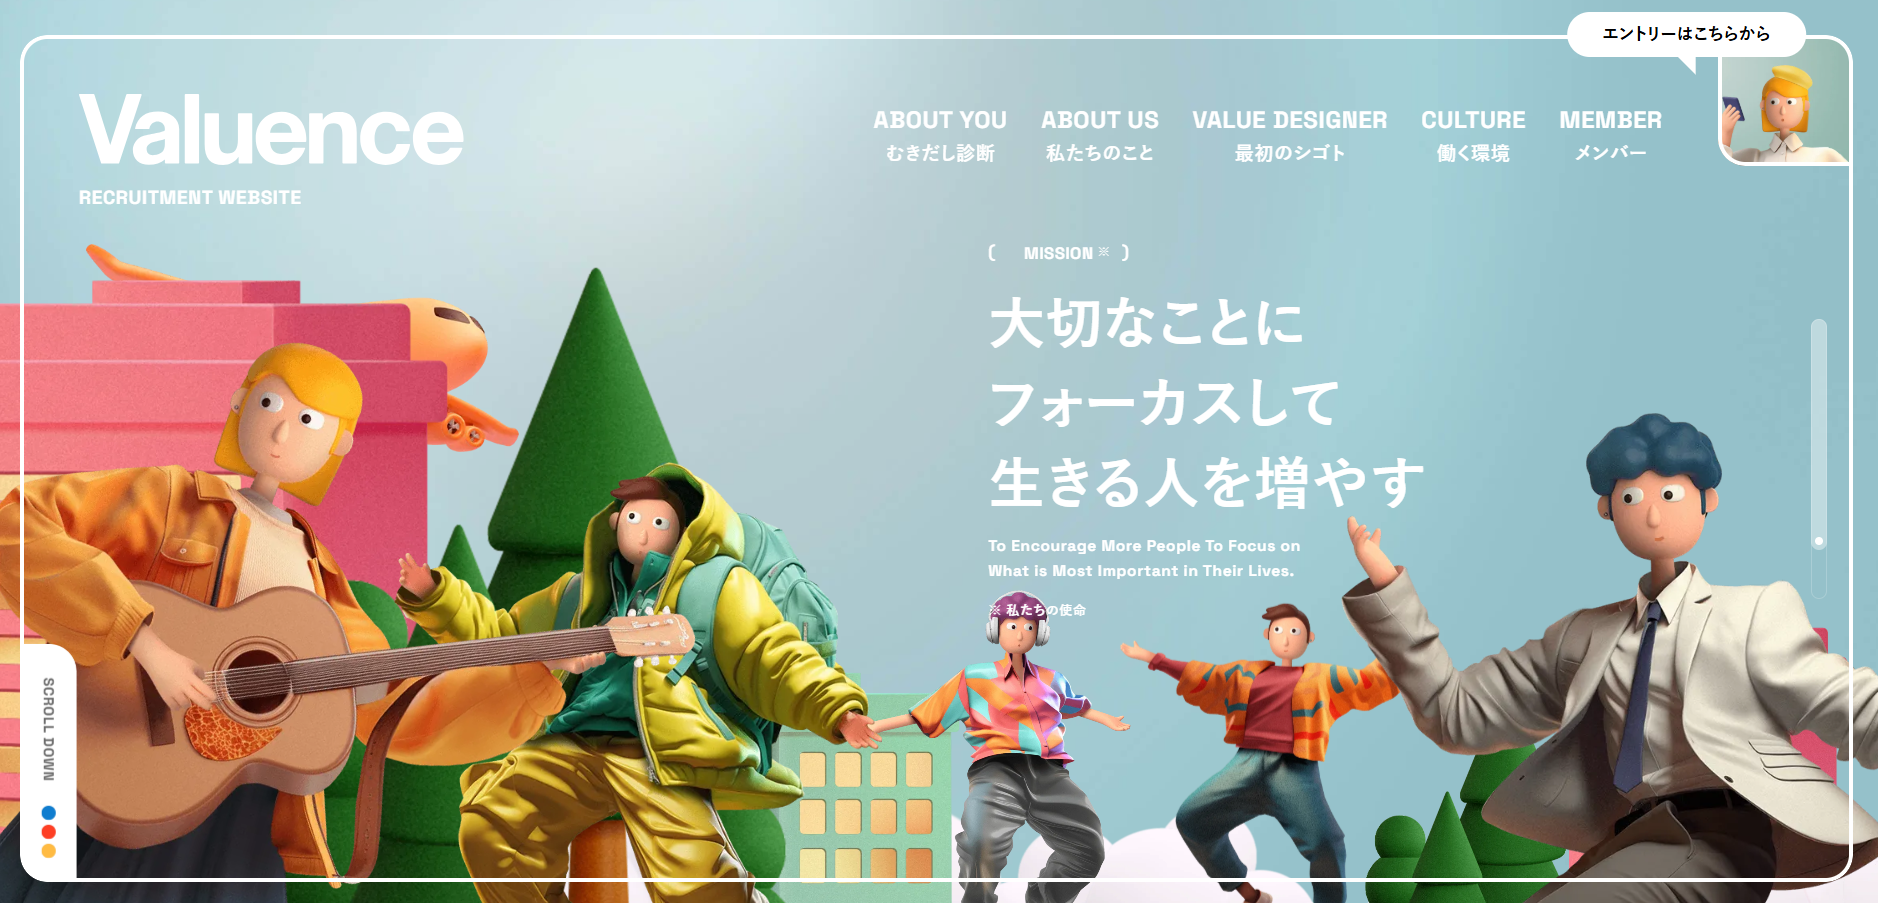 エントリーはこちらから
Valuence
RECRUITMENT WEBSITE
ABOUT YOU
むきだし診断
ABOUT US
私たちのこと
VALUE DESIGNER
最初のシゴト
CULTURE
働く環境
MEMBER
メンバー
( MISSION ※ )
大切なことに
フォーカスして
生きる人を増やす
To Encourage More People To Focus on
What is Most Important in Their Lives.
※ 私たちの使命
SCROLL DOWN